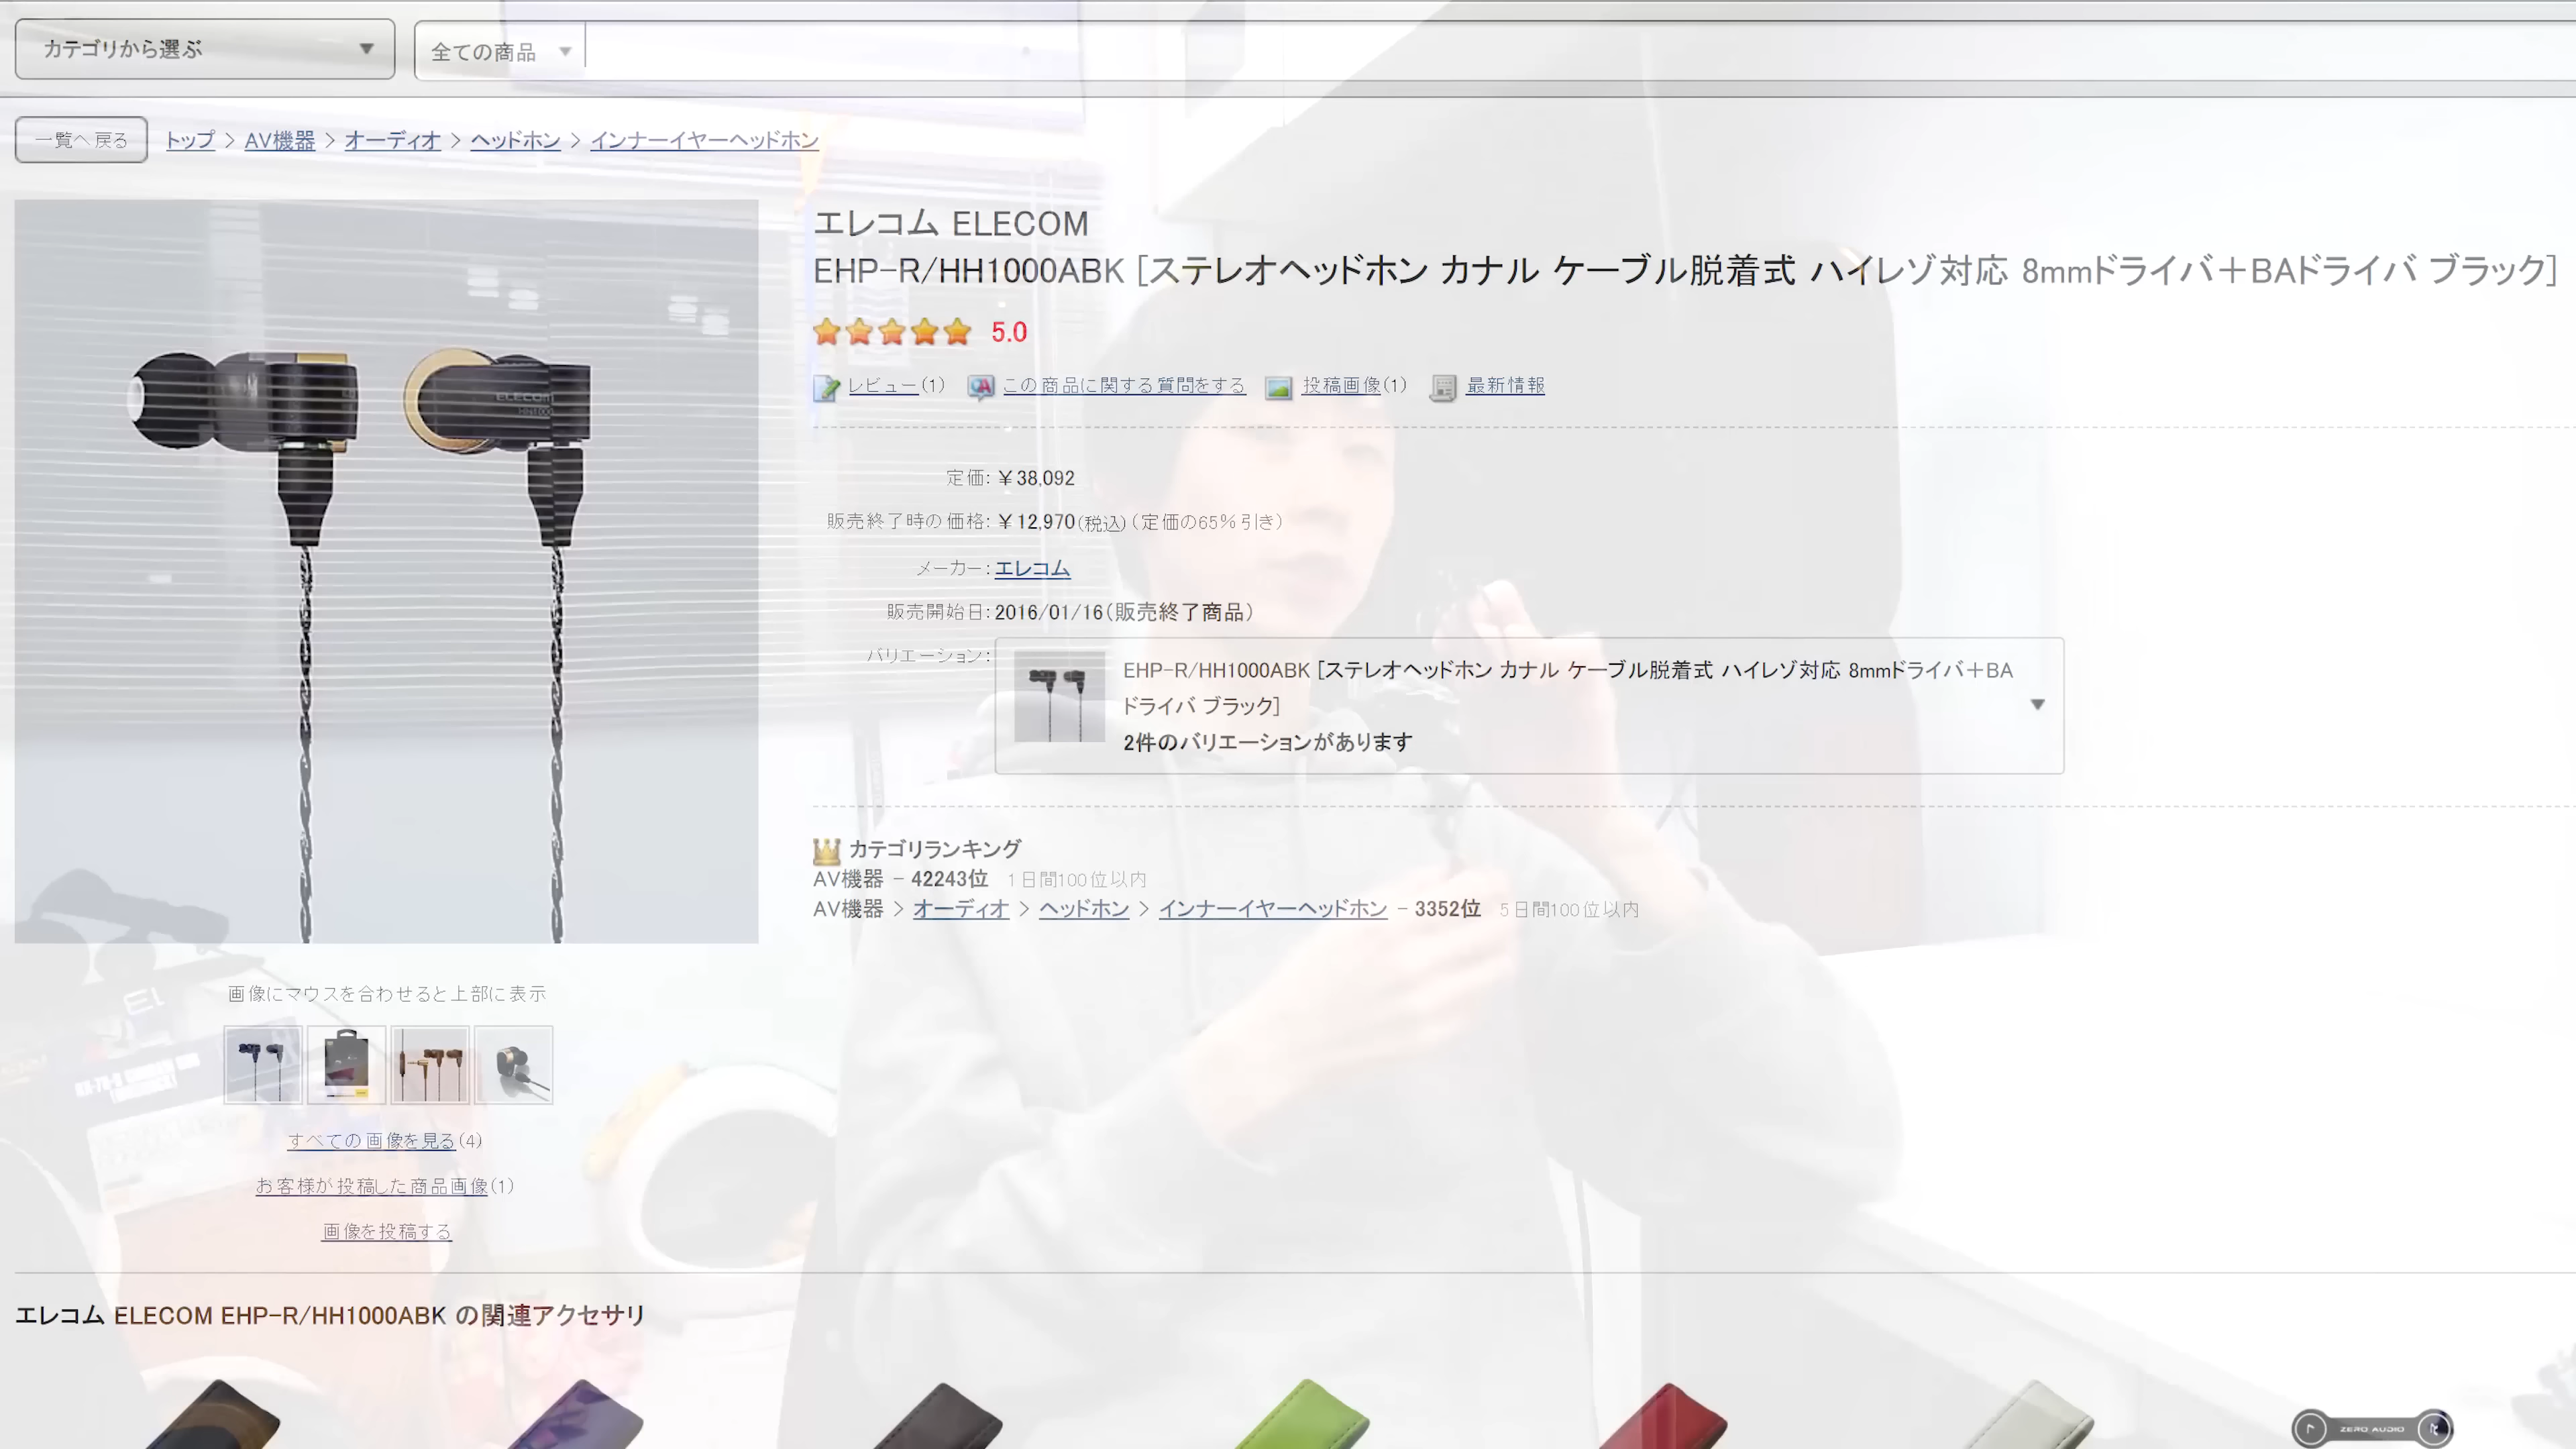 カテゴリから選ぶ ▼
全ての商品 ▼
一覧へ戻る
トップ > AV機器 > オーディオ > ヘッドホン > インナーイヤーヘッドホン
エレコム ELECOM
EHP-R/HH1000ABK [ステレオヘッドホン カナル ケーブル脱着式 ハイレゾ対応 8mmドライバ+BAドライバ ブラック]
5.0
レビュー(1) この商品に関する質問をする 投稿画像(1) 最新情報
定価: ¥38,092
販売終了時の価格: ¥12,970(税込)(定価の65%引き)
メーカー: エレコム
販売開始日: 2016/01/16(販売終了商品)
バリエーション:
EHP-R/HH1000ABK [ステレオヘッドホン カナル ケーブル脱着式 ハイレゾ対応 8mmドライバ+BA
ドライバ ブラック]
2件のバリエーションがあります
カテゴリランキング
AV機器 - 42243位 1日間100位以内
AV機器 > オーディオ > ヘッドホン > インナーイヤーヘッドホン - 3352位 5日間100位以内
ELECOM
画像にマウスを合わせると上部に表示
すべての画像を見る(4)
お客様が投稿した商品画像(1)
画像を投稿する
エレコム ELECOM EHP-R/HH1000ABK の関連アクセサリ
ZERO AUDIO